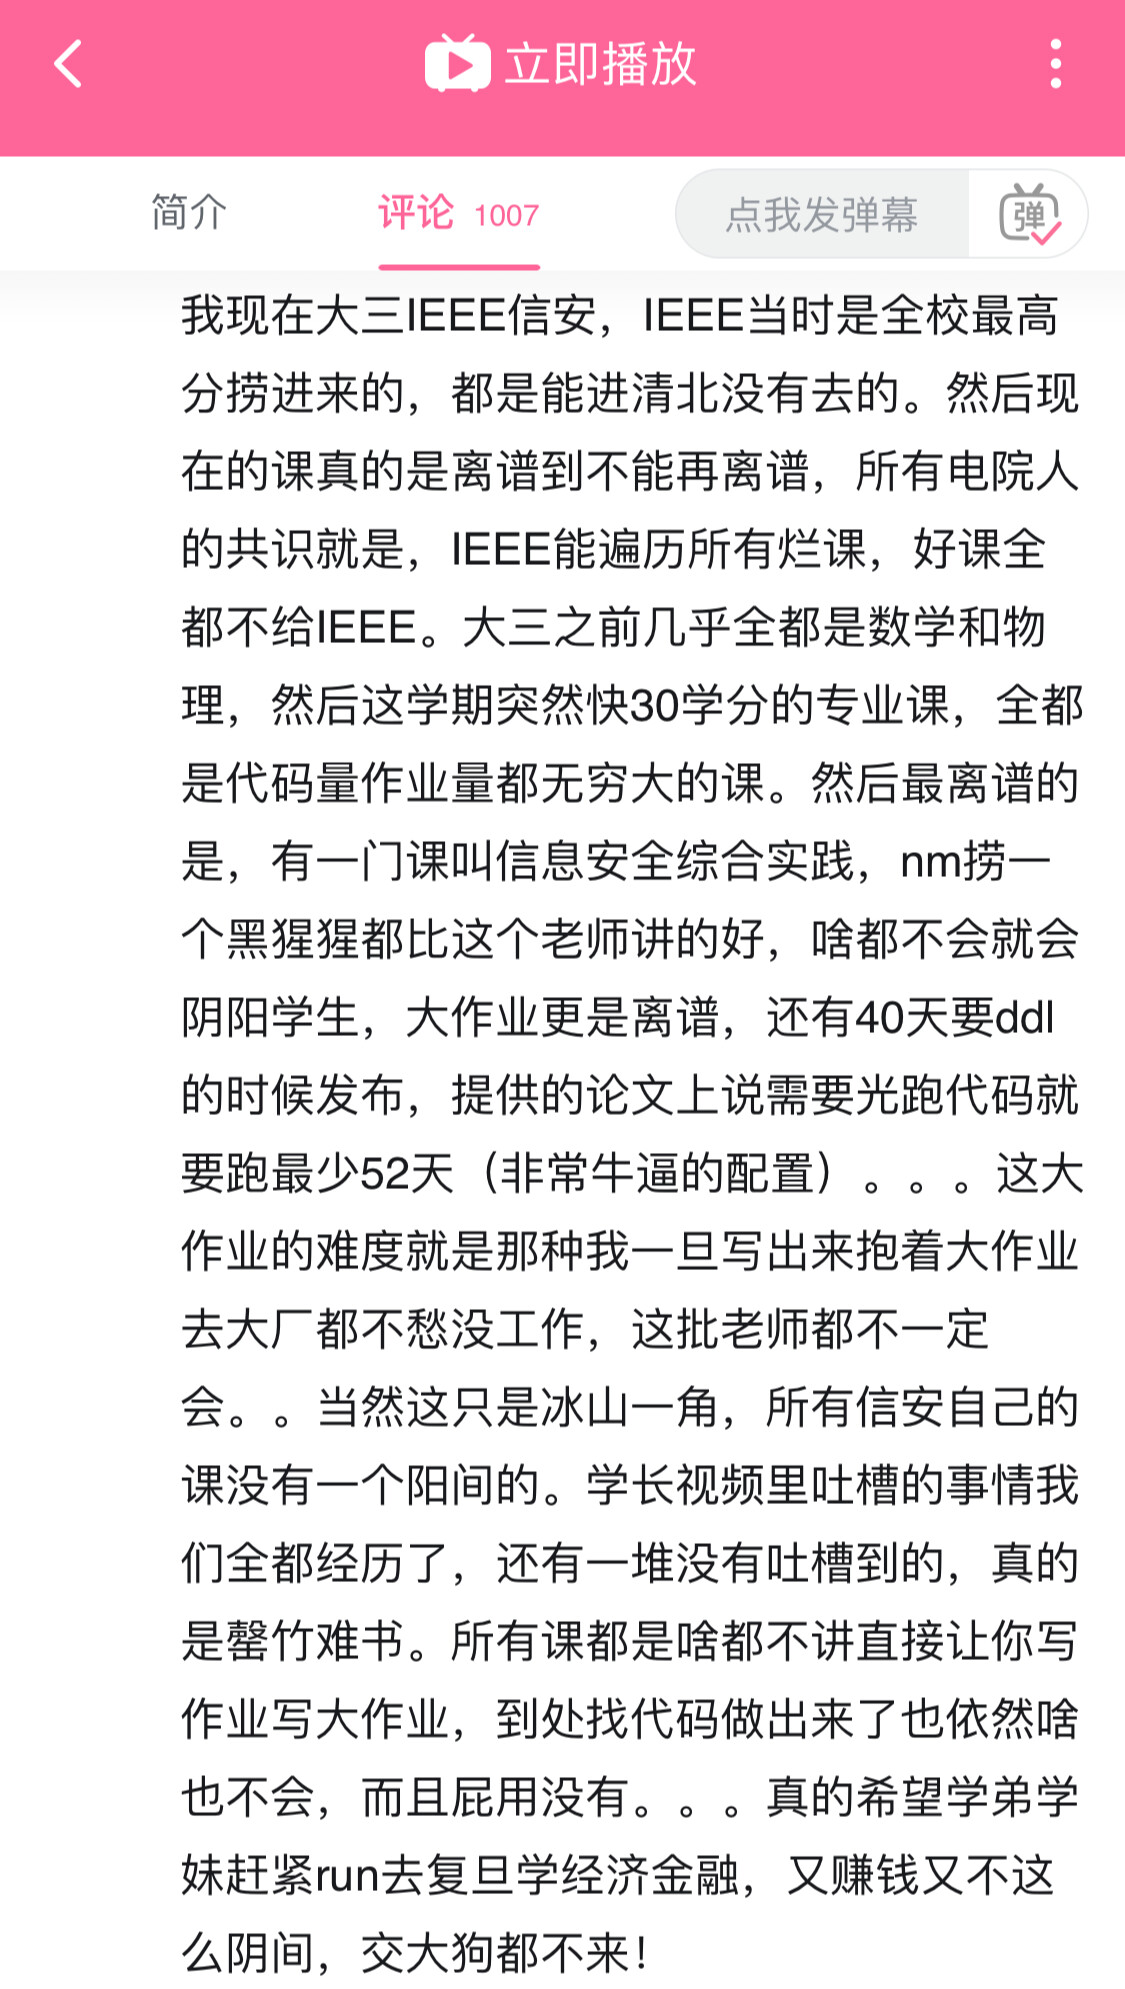 立即播放
简介
评论 1007
点我发弹幕
弹
我现在大三IEEE信安，IEEE当时是全校最高
分捞进来的，都是能进清北没有去的。然后现
在的课真的是离谱到不能再离谱，所有电院人
的共识就是，IEEE能遍历所有烂课，好课全
都不给IEEE。大三之前几乎全都是数学和物
理，然后这学期突然快30学分的专业课，全都
是代码量作业量都无穷大的课。然后最离谱的
是，有一门课叫信息安全综合实践，nm捞一
个黑猩猩都比这个老师讲的好，啥都不会就会
阴阳学生，大作业更是离谱，还有40天要ddl
的时候发布，提供的论文上说需要光跑代码就
要跑最少52天（非常牛逼的配置）。。。这大
作业的难度就是那种我一旦写出来抱着大作业
去大厂都不愁没工作，这批老师都不一定
会。。当然这只是冰山一角，所有信安自己的
课没有一个阳间的。学长视频里吐槽的事情我
们全都经历了，还有一堆没有吐槽到的，真的
是罄竹难书。所有课都是啥都不讲直接让你写
作业写大作业，到处找代码做出来了也依然啥
也不会，而且屁用没有。。。真的希望学弟学
妹赶紧run去复旦学经济金融，又赚钱又不这
么阴间，交大狗都不来！